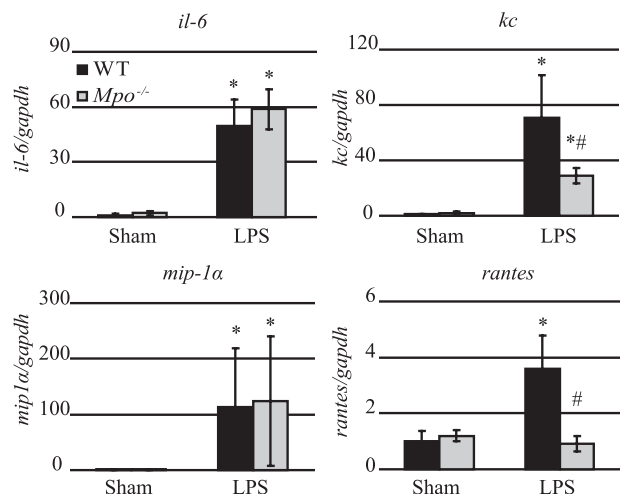 il-6
il-6/gapdh
90
60
30
0
WT
Mpo-/-
* *
Sham LPS
kc
kc/gapdh
120
80
40
0
*
*#
Sham LPS
mip-1α
mip1α/gapdh
300
200
100
0
* *
Sham LPS
rantes
rantes/gapdh
6
4
2
0
*
#
Sham LPS